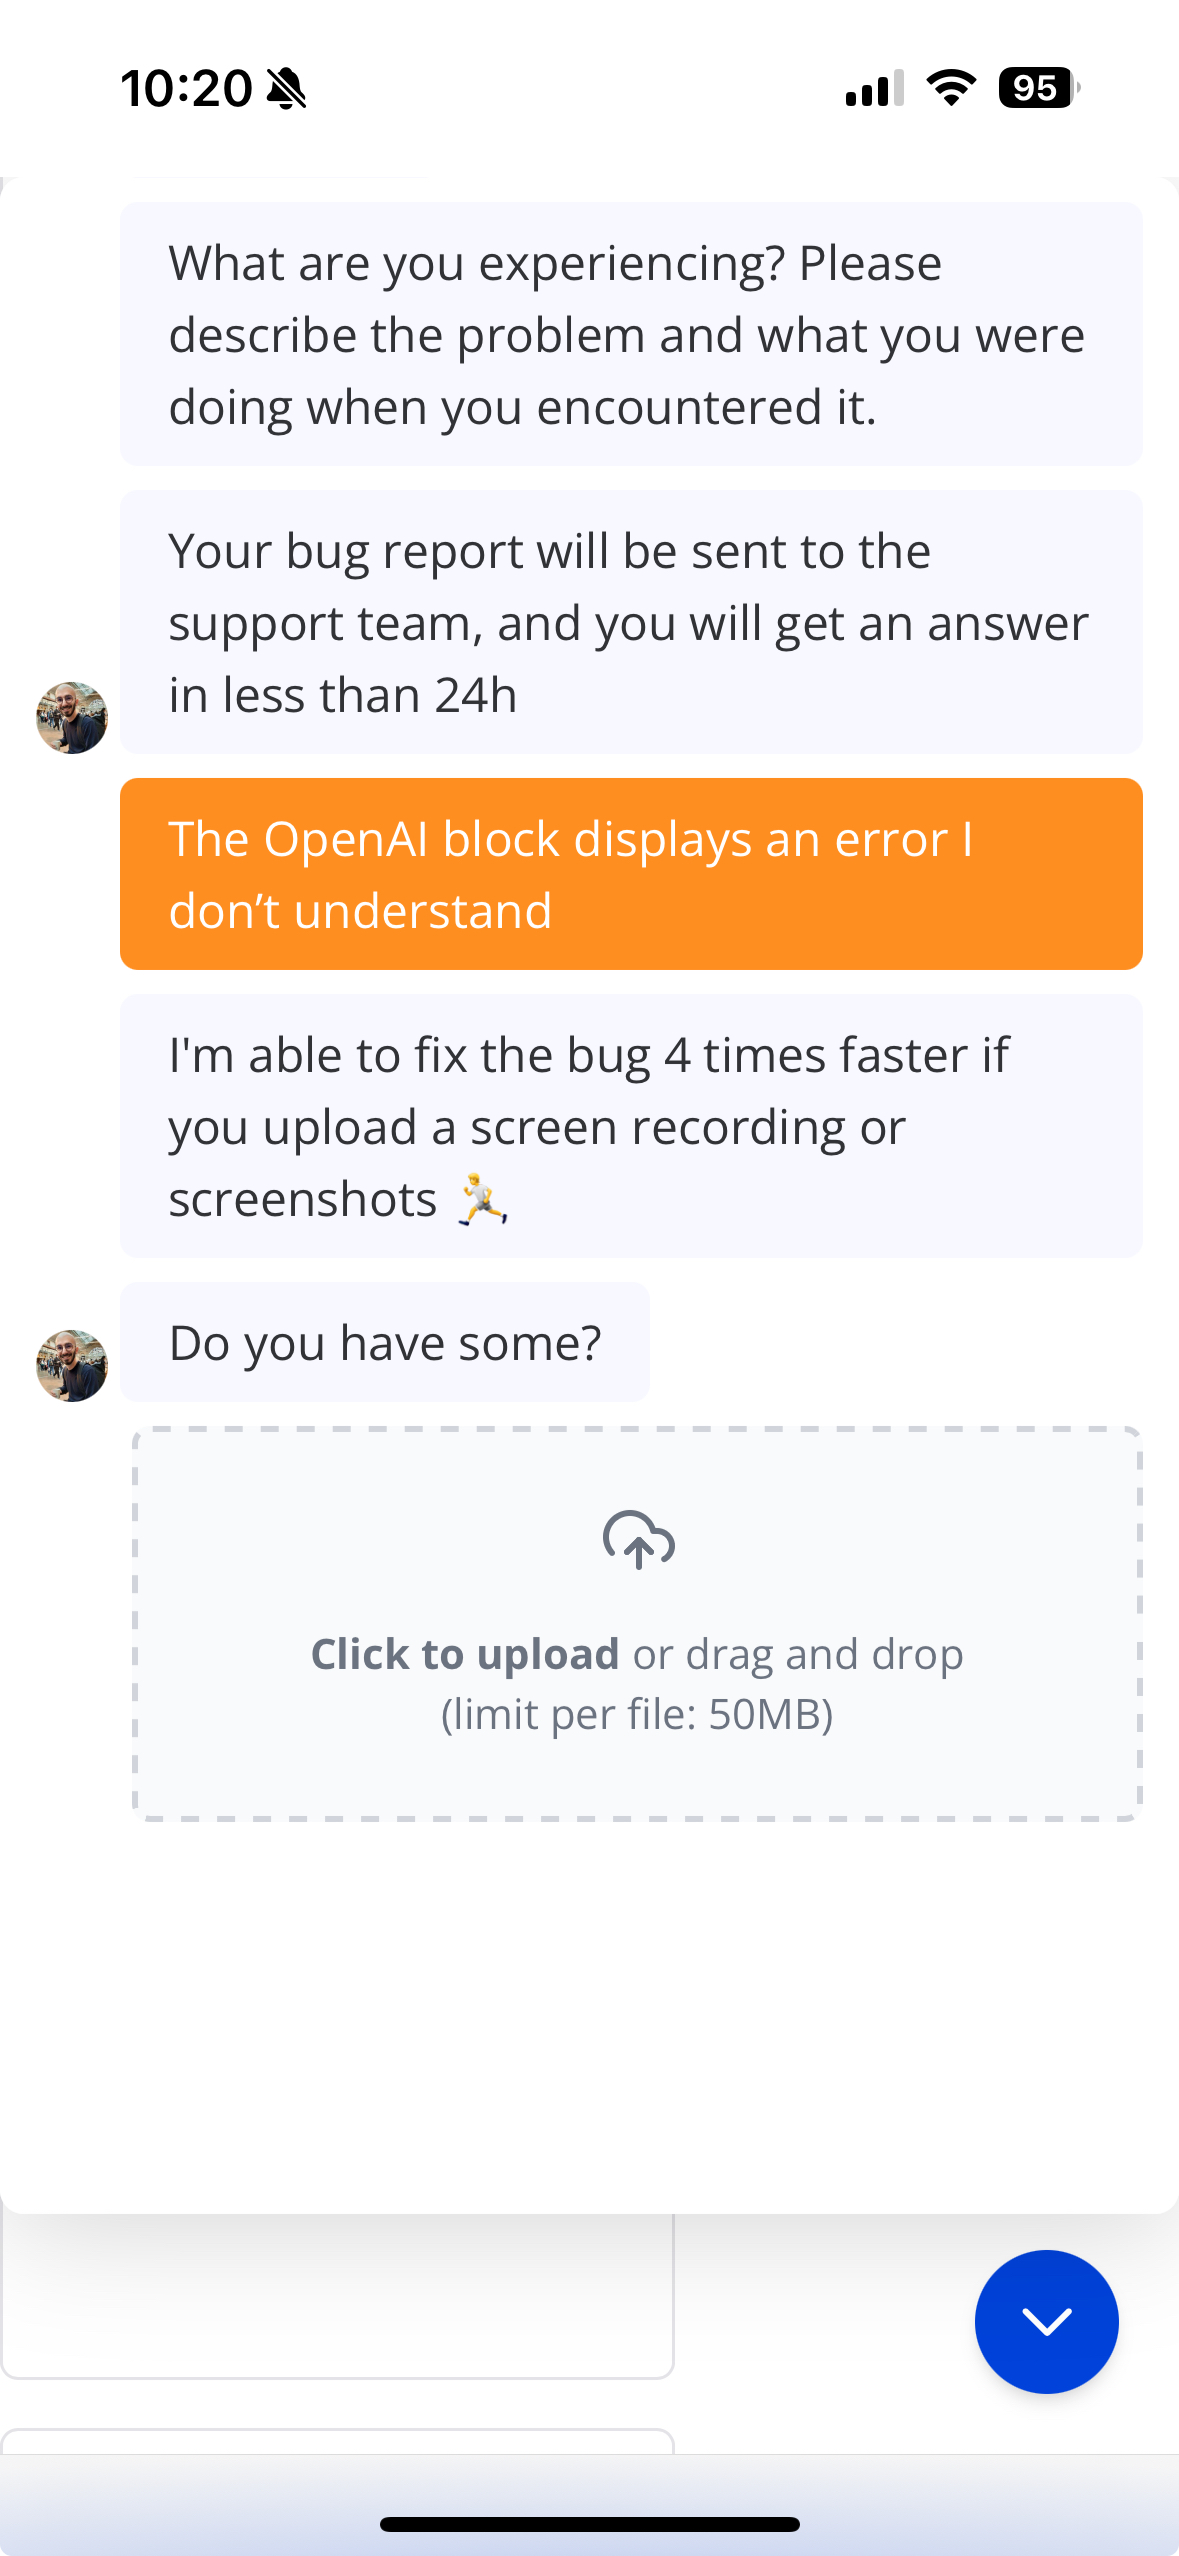 10:20
95
What are you experiencing? Please
describe the problem and what you were
doing when you encountered it.
Your bug report will be sent to the
support team, and you will get an answer
in less than 24h
The OpenAI block displays an error I
don’t understand
I'm able to fix the bug 4 times faster if
you upload a screen recording or
screenshots 🏃
Do you have some?
Click to upload or drag and drop
(limit per file: 50MB)